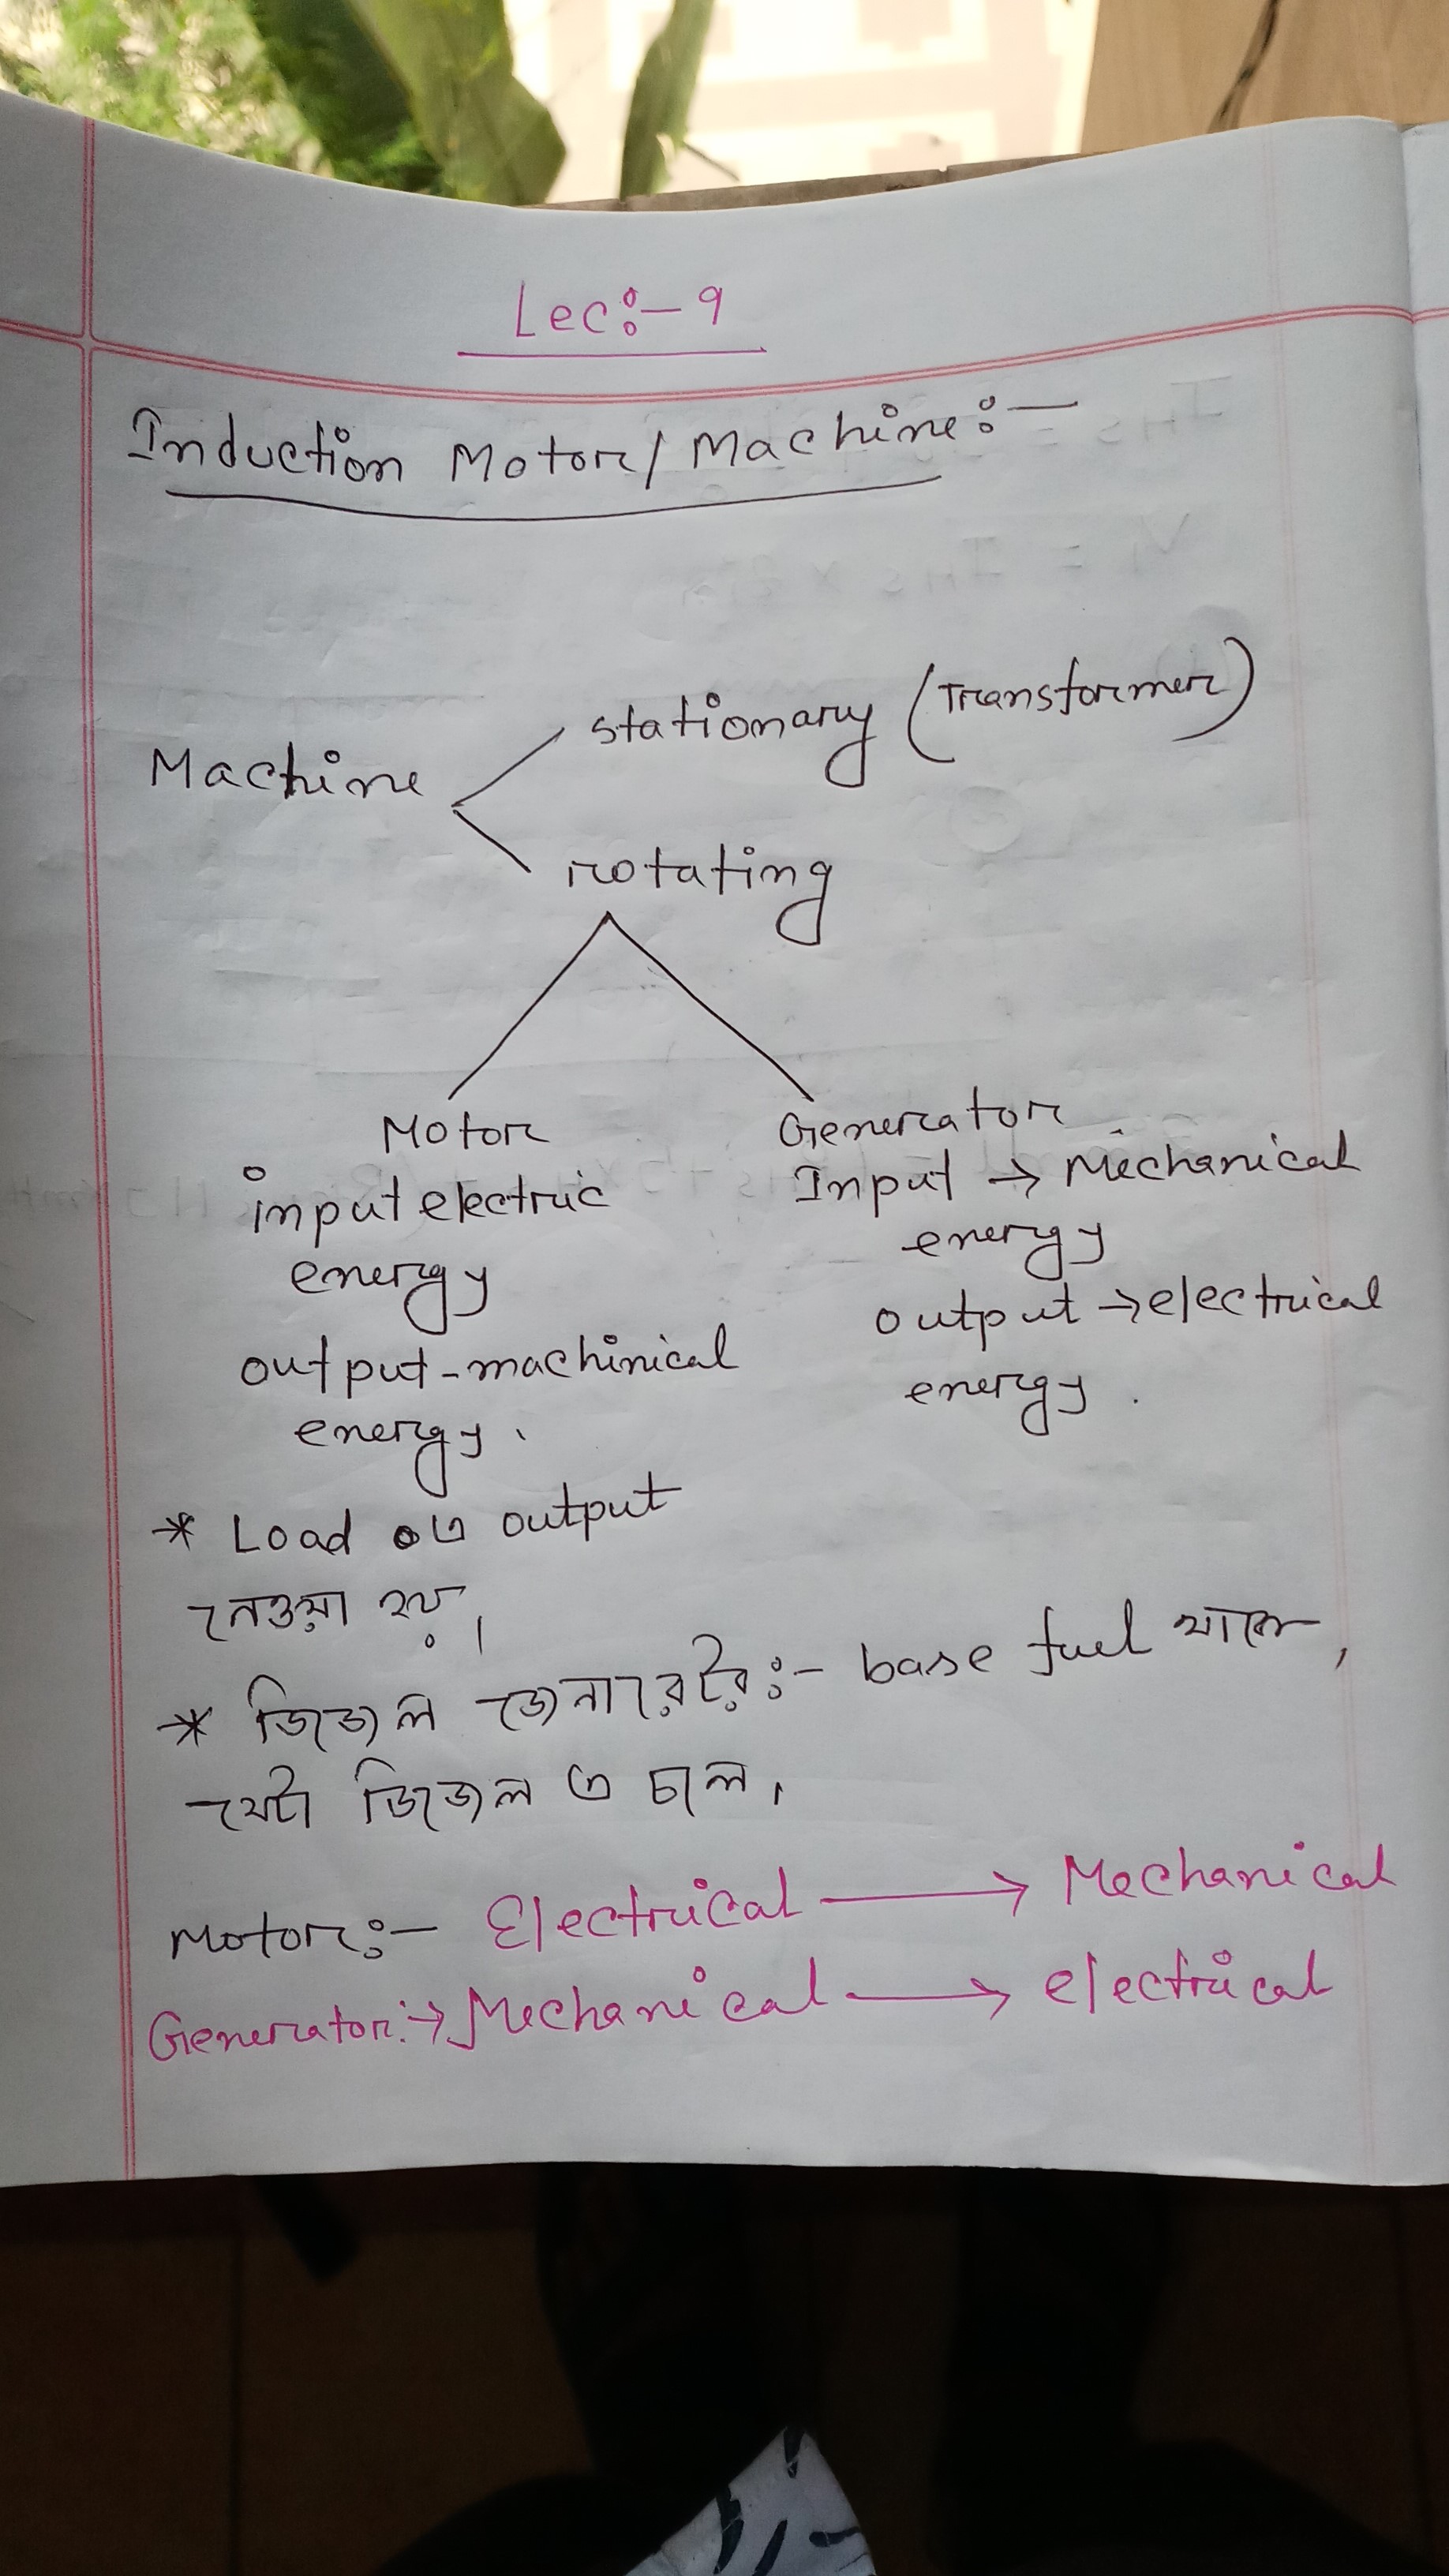 Lec:- 9
Induction Motor/Machine:-
stationary (Transformer)
Machine
rotating
Motor
input electric
energy
output-machinical
energy.
Generator
Input → Mechanical
energy
output → electrical
energy.
* Load এ output
নেওয়া হয়,
* ডিজেল জেনারেটর:- base fuel থাকে,
যেটা ডিজেল এ চলে,
Motor:- Electrical → Mechanical
Generator:→ Mechanical → electrical